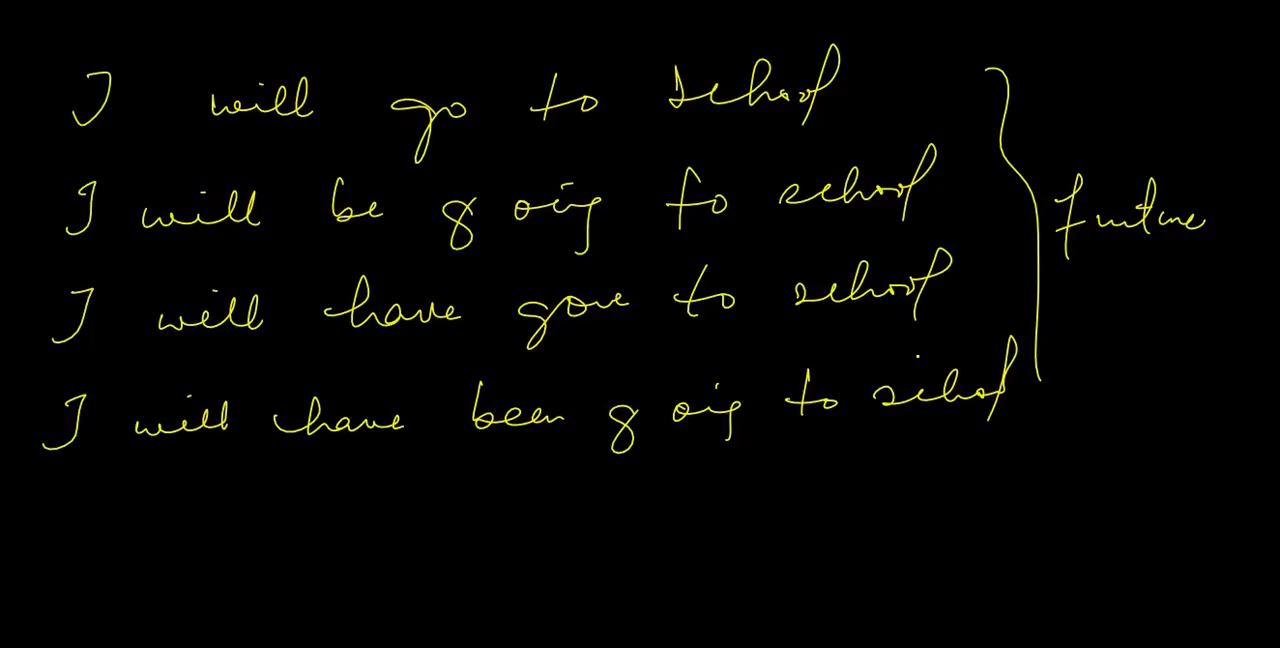 I will go to school
I will be going to school
I will have gone to school
I will have been going to school
future